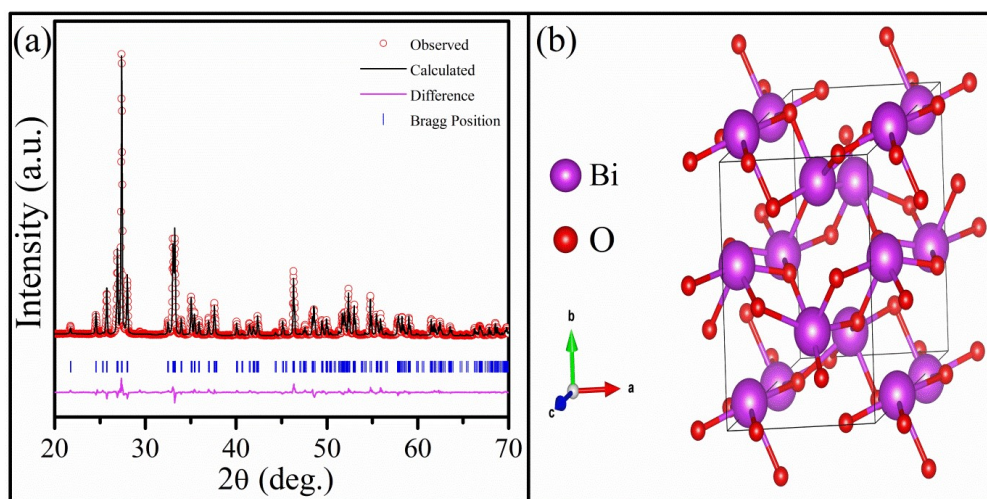 (a)
Observed
Calculated
Difference
Bragg Position
Intensity (a.u.)
20 30 40 50 60 70
2θ (deg.)
(b)
Bi
O
b
a
c